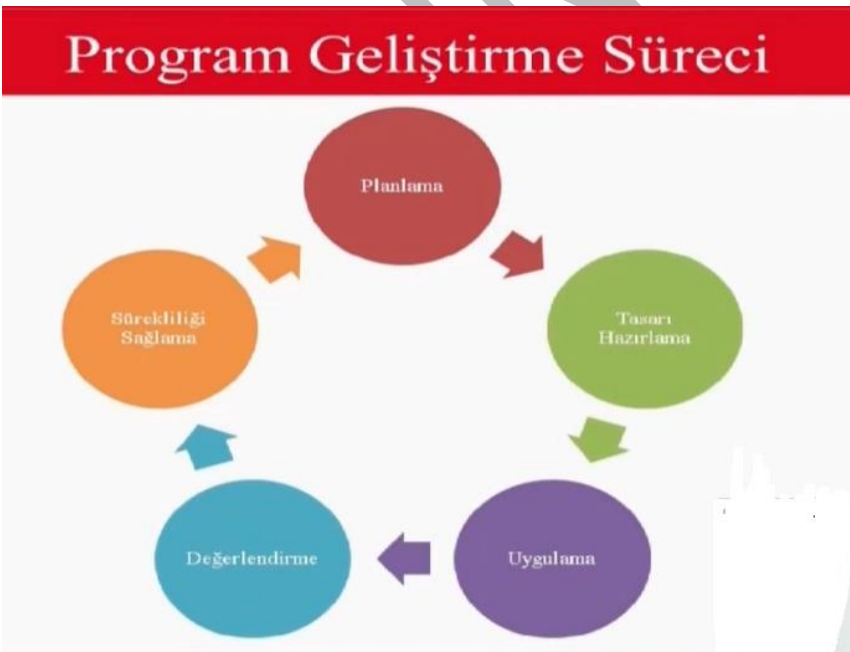 Program Geliştirme Süreci
Planlama
Tasarı
Hazırlama
Uygulama
Değerlendirme
Sürekliliği
Sağlama